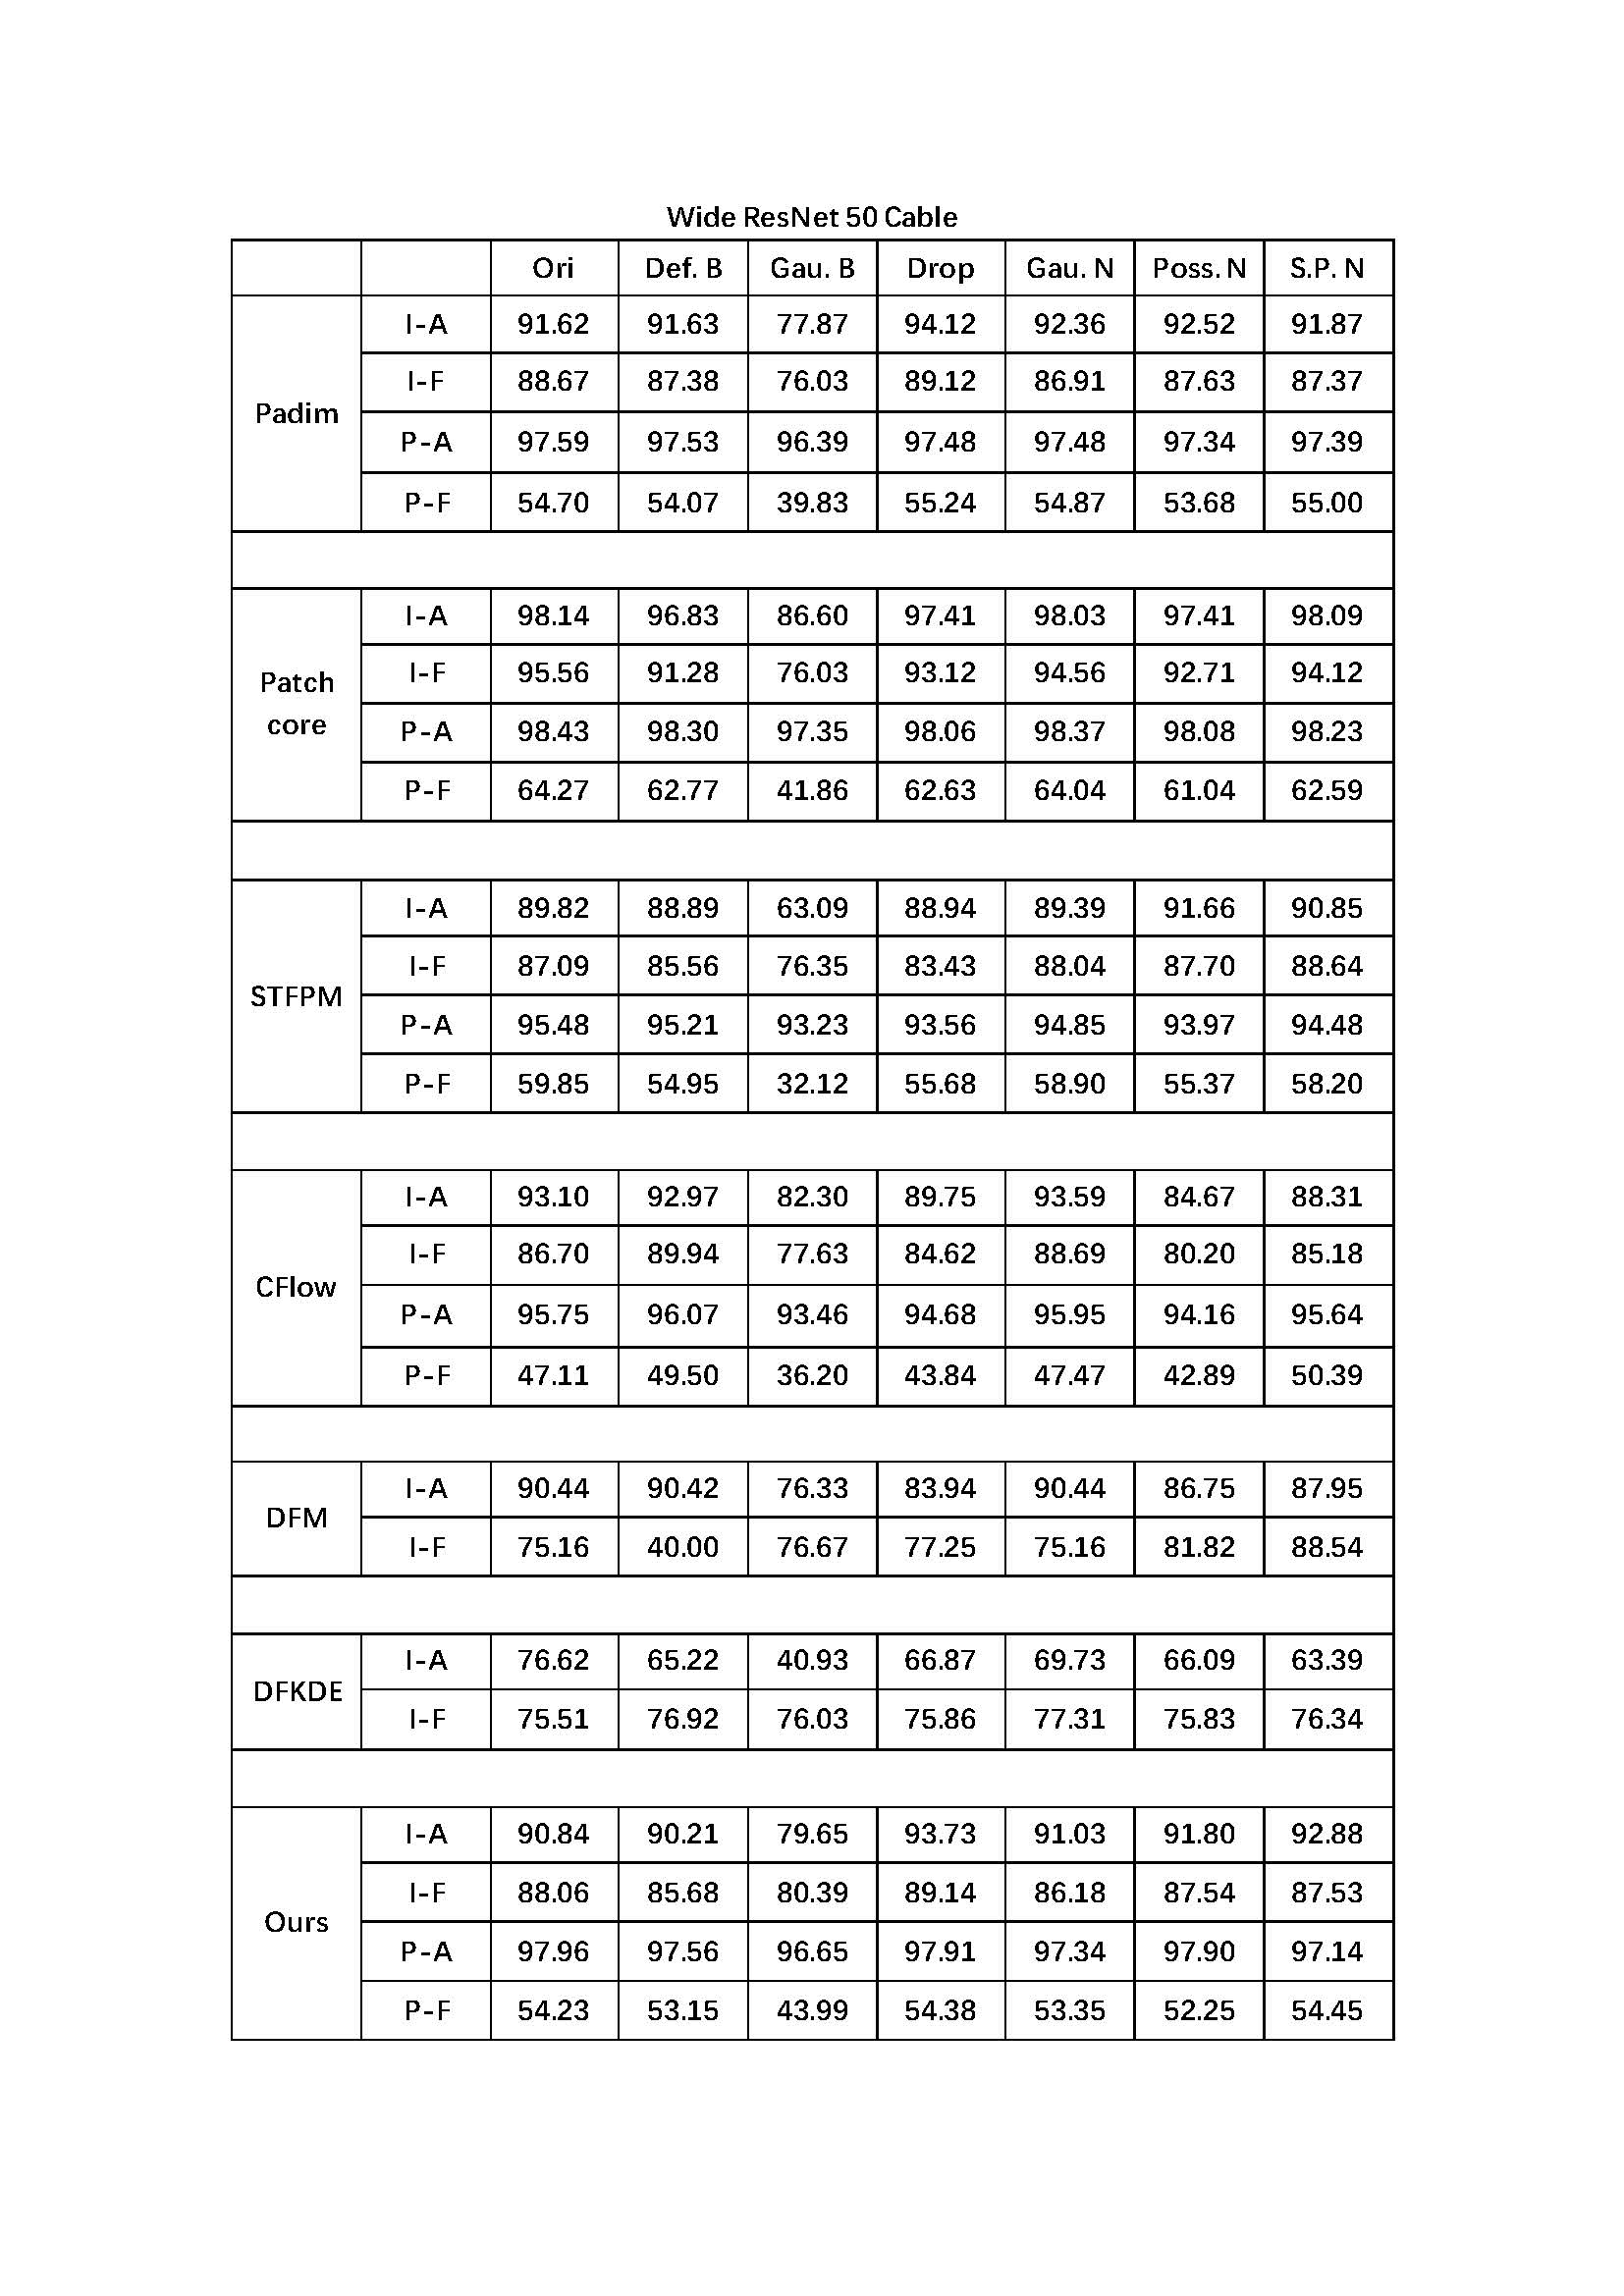 Wide ResNet 50 Cable
Ori Def. B Gau. B Drop Gau. N Poss. N S.P. N
Padim
I-A 91.62 91.63 77.87 94.12 92.36 92.52 91.87
I-F 88.67 87.38 76.03 89.12 86.91 87.63 87.37
P-A 97.59 97.53 96.39 97.48 97.48 97.34 97.39
P-F 54.70 54.07 39.83 55.24 54.87 53.68 55.00
Patch
core
I-A 98.14 96.83 86.60 97.41 98.03 97.41 98.09
I-F 95.56 91.28 76.03 93.12 94.56 92.71 94.12
P-A 98.43 98.30 97.35 98.06 98.37 98.08 98.23
P-F 64.27 62.77 41.86 62.63 64.04 61.04 62.59
STFPM
I-A 89.82 88.89 63.09 88.94 89.39 91.66 90.85
I-F 87.09 85.56 76.35 83.43 88.04 87.70 88.64
P-A 95.48 95.21 93.23 93.56 94.85 93.97 94.48
P-F 59.85 54.95 32.12 55.68 58.90 55.37 58.20
CFlow
I-A 93.10 92.97 82.30 89.75 93.59 84.67 88.31
I-F 86.70 89.94 77.63 84.62 88.69 80.20 85.18
P-A 95.75 96.07 93.46 94.68 95.95 94.16 95.64
P-F 47.11 49.50 36.20 43.84 47.47 42.89 50.39
DFM
I-A 90.44 90.42 76.33 83.94 90.44 86.75 87.95
I-F 75.16 40.00 76.67 77.25 75.16 81.82 88.54
DFKDE
I-A 76.62 65.22 40.93 66.87 69.73 66.09 63.39
I-F 75.51 76.92 76.03 75.86 77.31 75.83 76.34
Ours
I-A 90.84 90.21 79.65 93.73 91.03 91.80 92.88
I-F 88.06 85.68 80.39 89.14 86.18 87.54 87.53
P-A 97.96 97.56 96.65 97.91 97.34 97.90 97.14
P-F 54.23 53.15 43.99 54.38 53.35 52.25 54.45